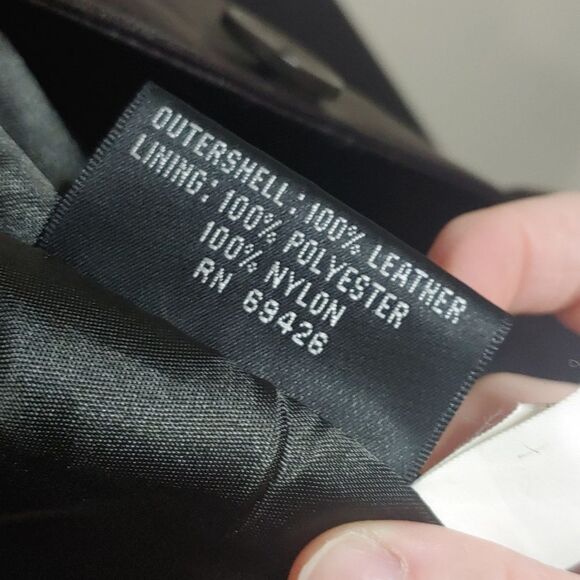 OUTERSHELL: 100% LEATHER
LINING: 100% POLYESTER
100% NYLON
RN 69426